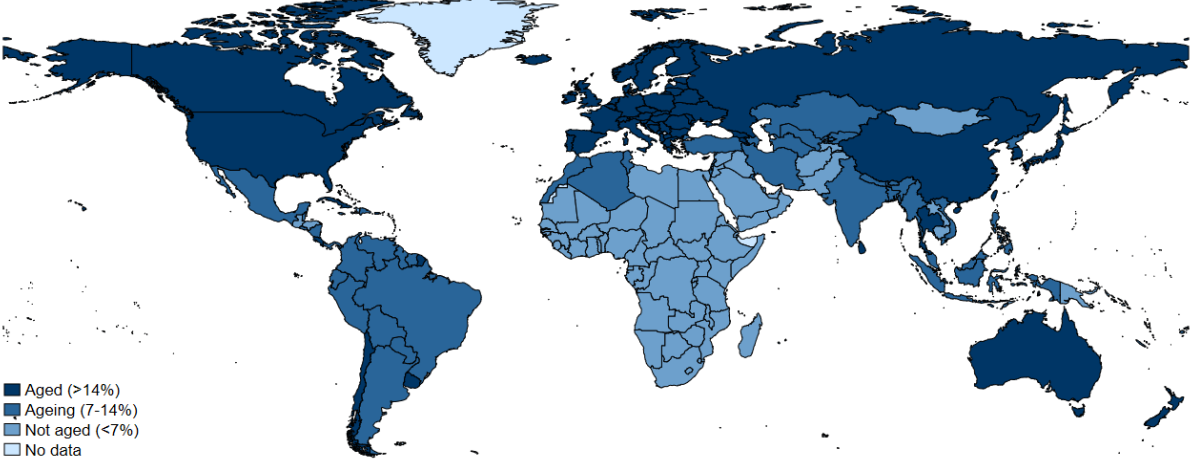 Aged (>14%)
Ageing (7-14%)
Not aged (<7%)
No data